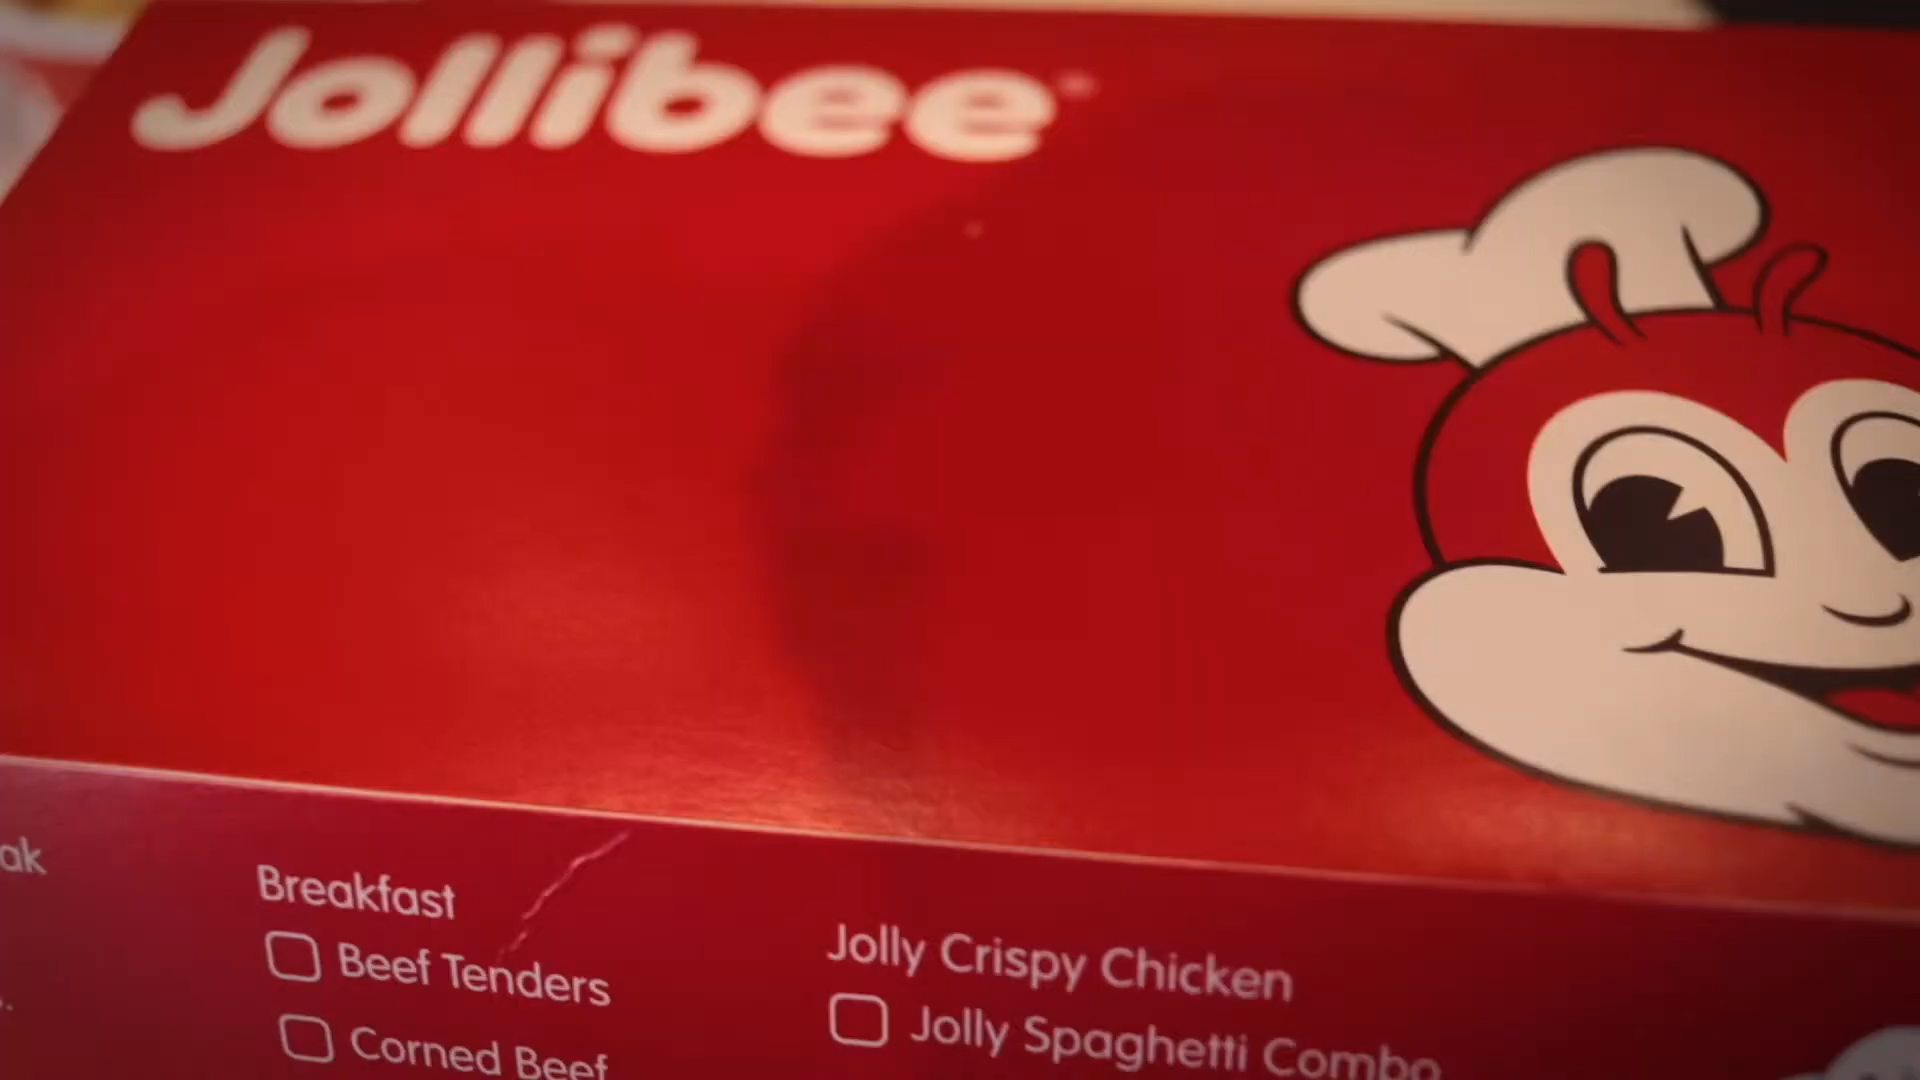 Jollibee
ak
Breakfast
Beef Tenders
Corned Beef
Jolly Crispy Chicken
Jolly Spaghetti Combo